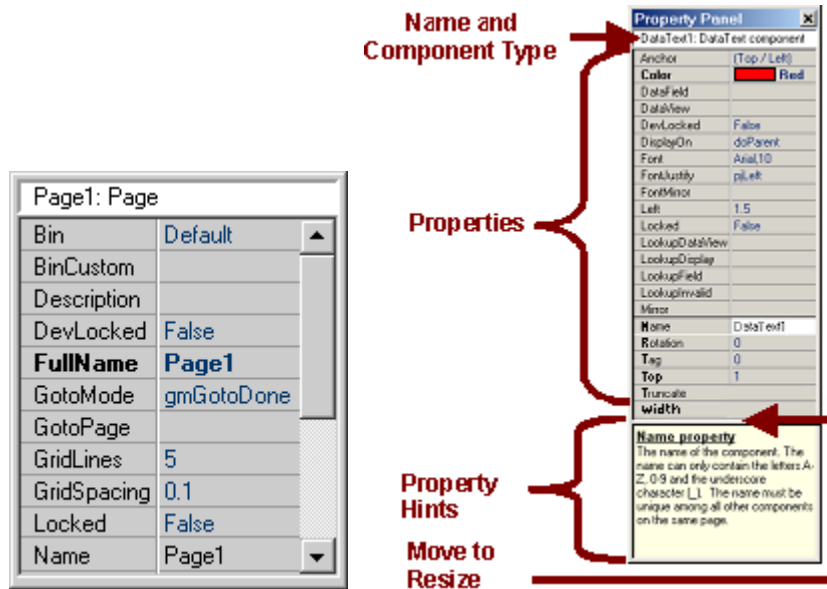 Page1: Page
Bin Default
BinCustom
Description
DevLocked False
FullName Page1
GotoMode gmGotoDone
GotoPage
GridLines 5
GridSpacing 0.1
Locked False
Name Page1
Name and
Component Type
Properties
Property
Hints
Move to
Resize
Property Panel
DataText1: DataText component
Anchor (Top / Left)
Color Red
DataField
DataView
DevLocked False
DisplayOn doParent
Font Arial,10
FontJustify pjLeft
FontMirror
Left 1.5
Locked False
LookupDataView
LookupDisplay
LookupField
LookupInvalid
Mirror
Name DataText1
Rotation 0
Tag 0
Top 1
Truncate
width
Name property
The name of the component. The
name can only contain the letters A-
Z, 0-9 and the underscore
character (_). The name must be
unique among all other components
on the same page.